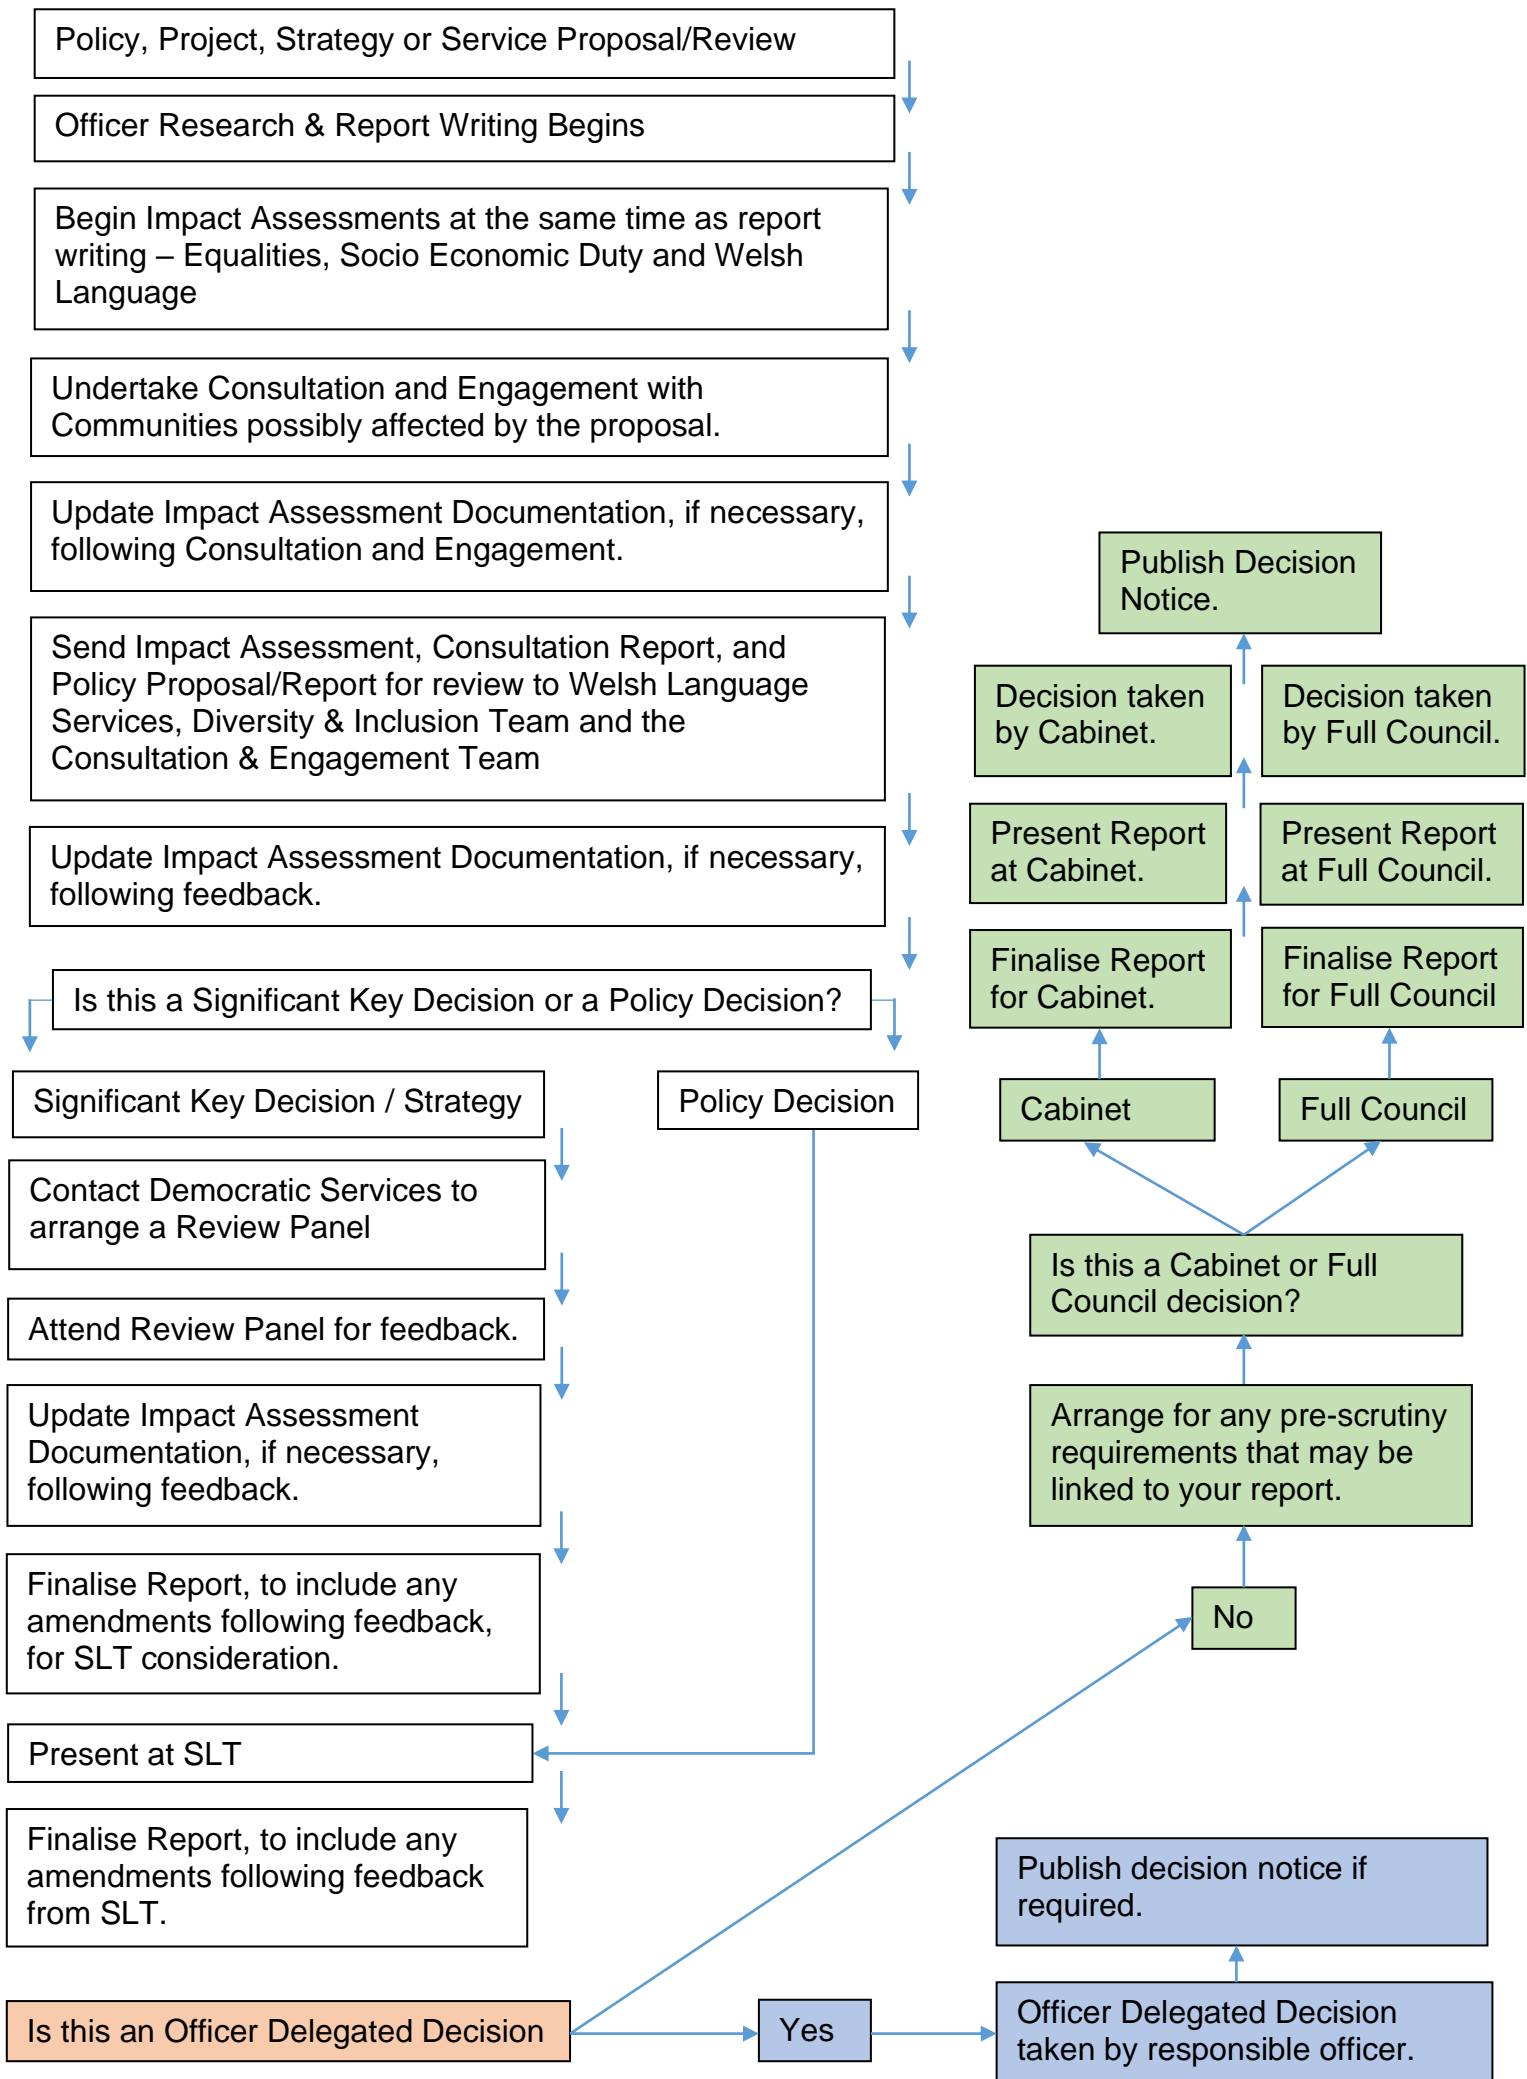 Policy, Project, Strategy or Service Proposal/Review
Officer Research & Report Writing Begins
Begin Impact Assessments at the same time as report
writing – Equalities, Socio Economic Duty and Welsh
Language
Undertake Consultation and Engagement with
Communities possibly affected by the proposal.
Update Impact Assessment Documentation, if necessary,
following Consultation and Engagement.
Send Impact Assessment, Consultation Report, and
Policy Proposal/Report for review to Welsh Language
Services, Diversity & Inclusion Team and the
Consultation & Engagement Team
Update Impact Assessment Documentation, if necessary,
following feedback.
Is this a Significant Key Decision or a Policy Decision?
Significant Key Decision / Strategy
Policy Decision
Contact Democratic Services to
arrange a Review Panel
Attend Review Panel for feedback.
Update Impact Assessment
Documentation, if necessary,
following feedback.
Finalise Report, to include any
amendments following feedback,
for SLT consideration.
Present at SLT
Finalise Report, to include any
amendments following feedback
from SLT.
Is this an Officer Delegated Decision
Yes
Officer Delegated Decision
taken by responsible officer.
Publish decision notice if
required.
No
Arrange for any pre-scrutiny
requirements that may be
linked to your report.
Is this a Cabinet or Full
Council decision?
Cabinet
Full Council
Finalise Report
for Cabinet.
Finalise Report
for Full Council
Present Report
at Cabinet.
Present Report
at Full Council.
Decision taken
by Cabinet.
Decision taken
by Full Council.
Publish Decision
Notice.